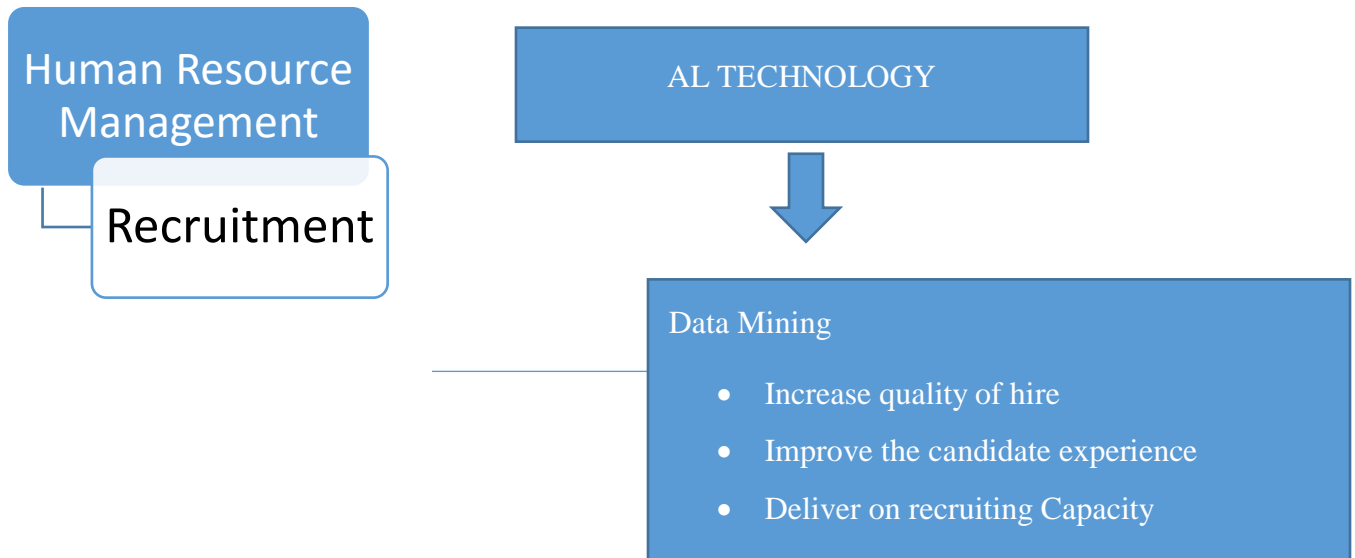 Human Resource
Management
Recruitment
AL TECHNOLOGY
Data Mining
• Increase quality of hire
• Improve the candidate experience
• Deliver on recruiting Capacity